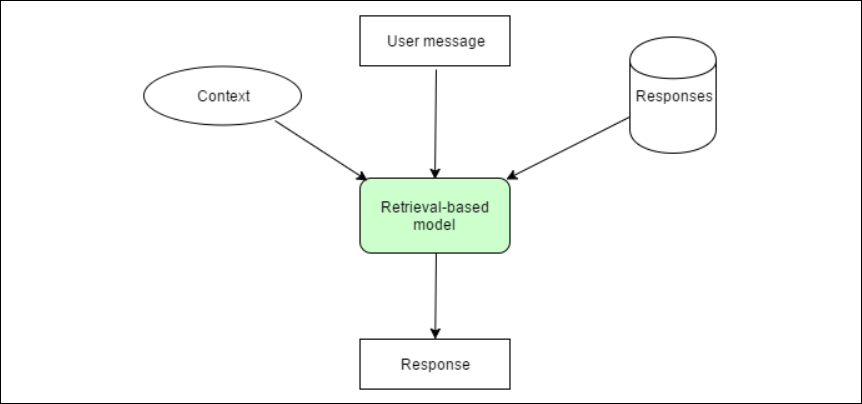 User message
Context
Responses
Retrieval-based
model
Response